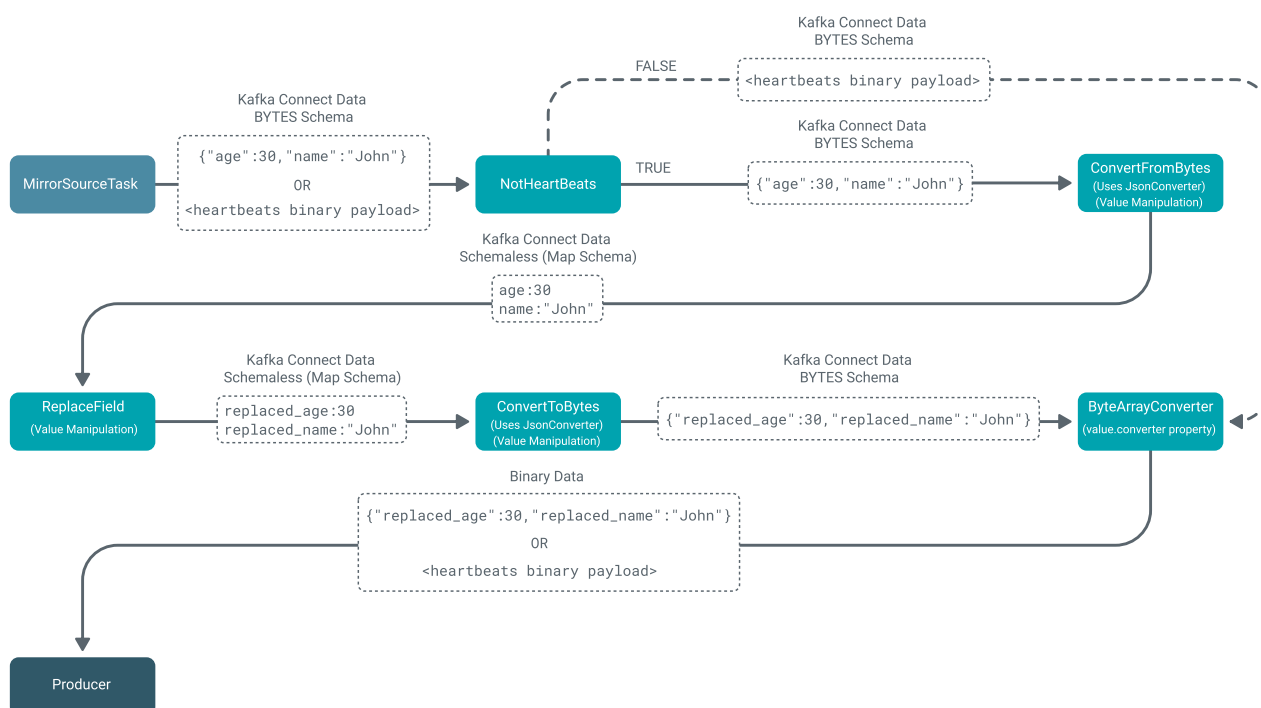 Kafka Connect Data
BYTES Schema
FALSE
<heartbeats binary payload>
Kafka Connect Data
BYTES Schema
MirrorSourceTask
{"age":30,"name":"John"}
OR
<heartbeats binary payload>
NotHeartBeats
TRUE
Kafka Connect Data
BYTES Schema
{"age":30,"name":"John"}
ConvertFromBytes
(Uses JsonConverter)
(Value Manipulation)
Kafka Connect Data
Schemaless (Map Schema)
age:30
name:"John"
ReplaceField
(Value Manipulation)
Kafka Connect Data
Schemaless (Map Schema)
replaced_age:30
replaced_name:"John"
ConvertToBytes
(Uses JsonConverter)
(Value Manipulation)
Kafka Connect Data
BYTES Schema
{"replaced_age":30,"replaced_name":"John"}
ByteArrayConverter
(value.converter property)
Binary Data
{"replaced_age":30,"replaced_name":"John"}
OR
<heartbeats binary payload>
Producer